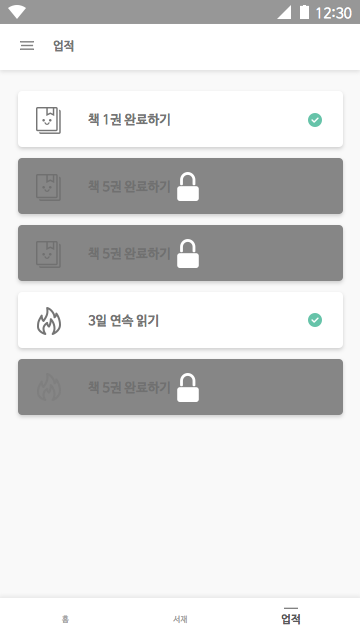 12:30
업적
책 1권 완료하기
책 5권 완료하기
책 5권 완료하기
3일 연속 읽기
책 5권 완료하기
홈 서재 업적